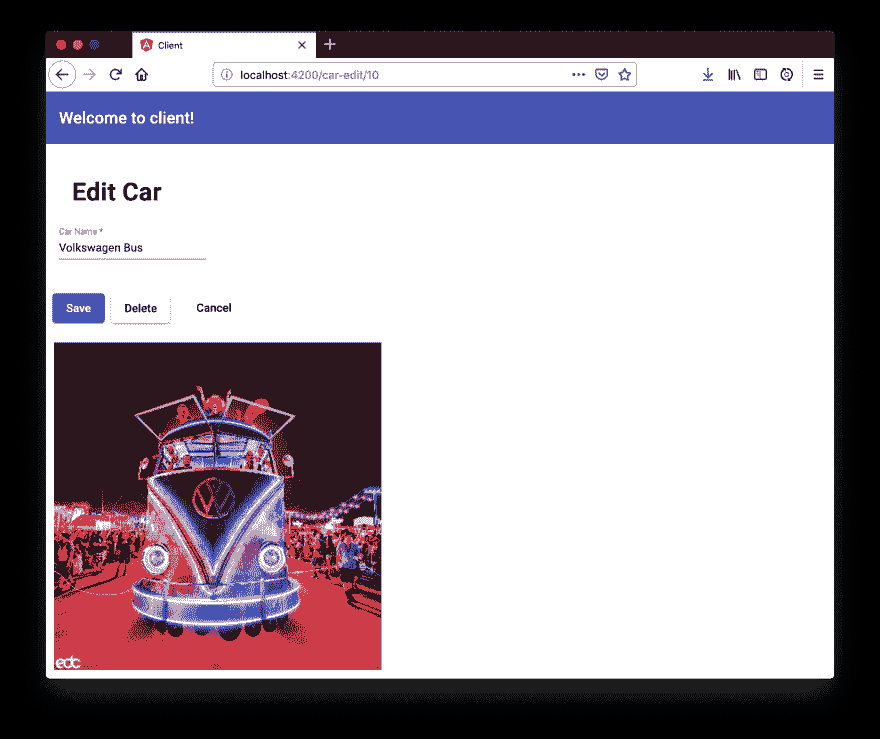 Client
localhost:4200/car-edit/10
Welcome to client!
Edit Car
Car Name *
Volkswagen Bus
Save
Delete
Cancel
edc